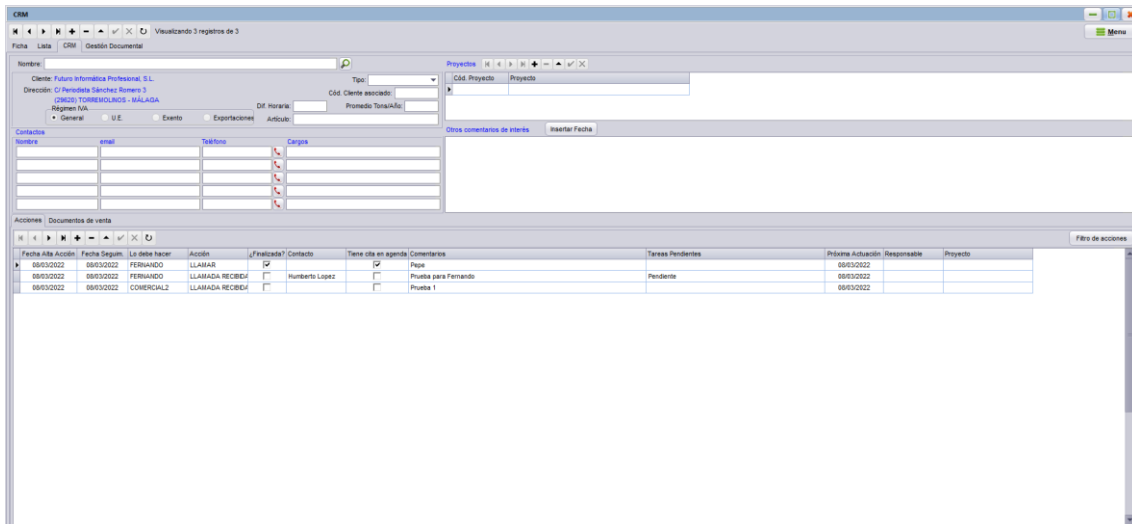 CRM
Visualizando 3 registros de 3
Menu
Ficha Lista CRM Gestión Documental
Nombre:
Cliente: Futuro Informática Profesional, S.L.
Tipo:
Dirección: C/ Periodista Sánchez Romero 3
Cód. Cliente asociado:
(29620) TORREMOLINOS - MÁLAGA
Régimen IVA
Dif. Horaria:
Promedio Tons/Año:
General U.E. Exento Exportaciones
Artículo:
Proyectos
Cód. Proyecto Proyecto
Otros comentarios de interés Insertar Fecha
Contactos
Nombre email Teléfono Cargos
Acciones Documentos de venta
Filtro de acciones
Fecha Alta Acción Fecha Seguim. Lo debe hacer Acción ¿Finalizada? Contacto Tiene cita en agenda Comentarios Tareas Pendientes Próxima Actuación Responsable Proyecto
08/03/2022 08/03/2022 FERNANDO LLAMAR Pepe 08/03/2022
08/03/2022 08/03/2022 FERNANDO LLAMADA RECIBIDA Humberto Lopez Prueba para Fernando Pendiente 08/03/2022
08/03/2022 08/03/2022 COMERCIAL2 LLAMADA RECIBIDA Prueba 1 08/03/2022